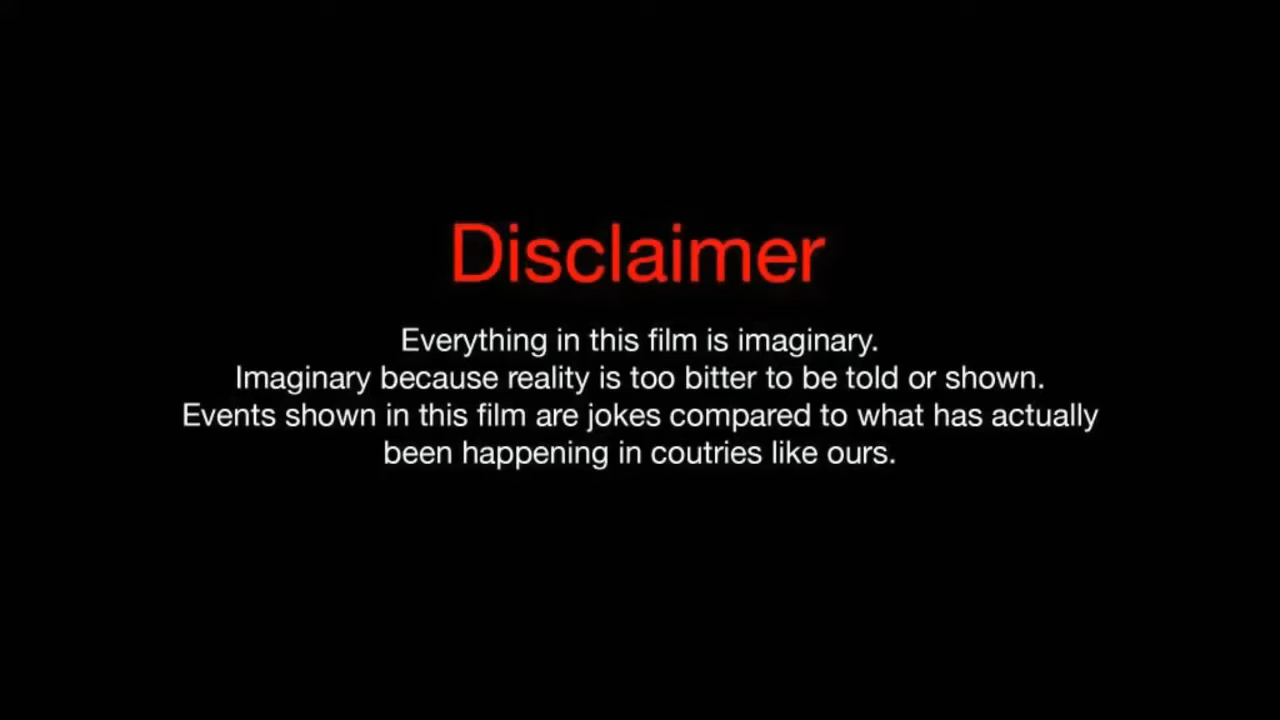 Disclaimer
Everything in this film is imaginary.
Imaginary because reality is too bitter to be told or shown.
Events shown in this film are jokes compared to what has actually
been happening in coutries like ours.